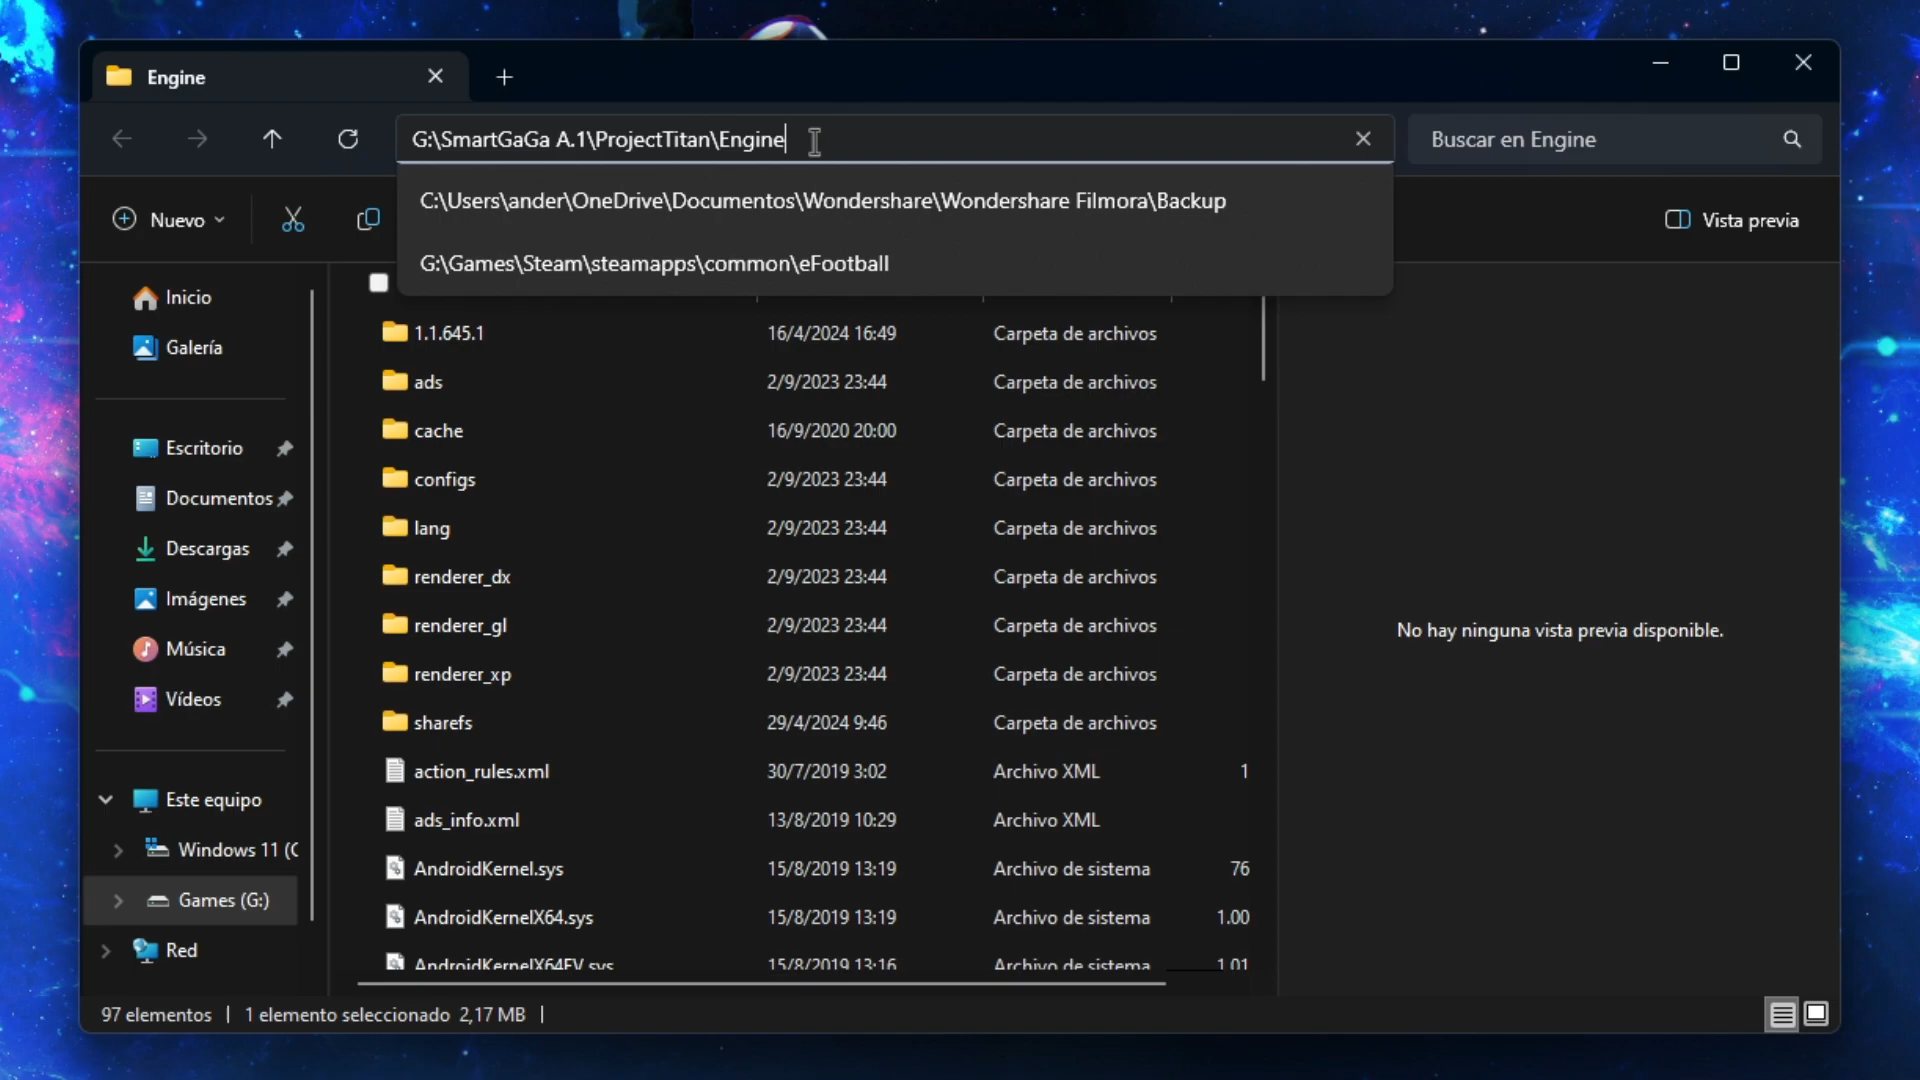 Engine
G:\SmartGaGa A.1\ProjectTitan\Engine
Buscar en Engine
C:\Users\ander\OneDrive\Documentos\Wondershare\Wondershare Filmora\Backup
G:\Games\Steam\steamapps\common\eFootball
Nuevo
Vista previa
Inicio
Galería
Escritorio
Documentos
Descargas
Imágenes
Música
Vídeos
Este equipo
Windows 11 (C
Games (G:)
Red
1.1.645.1 16/4/2024 16:49 Carpeta de archivos
ads 2/9/2023 23:44 Carpeta de archivos
cache 16/9/2020 20:00 Carpeta de archivos
configs 2/9/2023 23:44 Carpeta de archivos
lang 2/9/2023 23:44 Carpeta de archivos
renderer_dx 2/9/2023 23:44 Carpeta de archivos
renderer_gl 2/9/2023 23:44 Carpeta de archivos
renderer_xp 2/9/2023 23:44 Carpeta de archivos
sharefs 29/4/2024 9:46 Carpeta de archivos
action_rules.xml 30/7/2019 3:02 Archivo XML 1
ads_info.xml 13/8/2019 10:29 Archivo XML
AndroidKernel.sys 15/8/2019 13:19 Archivo de sistema 76
AndroidKernelX64.sys 15/8/2019 13:19 Archivo de sistema 1.00
AndroidKernelX64EV.sys 15/8/2019 13:16 Archivo de sistema 1.01
No hay ninguna vista previa disponible.
97 elementos | 1 elemento seleccionado 2,17 MB |